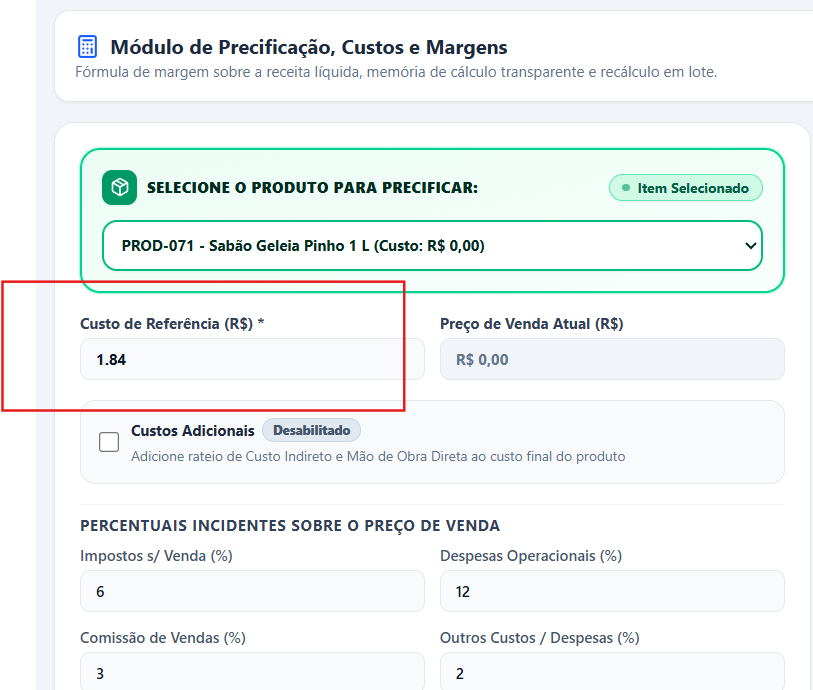 Módulo de Precificação, Custos e Margens
Fórmula de margem sobre a receita líquida, memória de cálculo transparente e recálculo em lote.
SELECIONE O PRODUTO PARA PRECIFICAR:
Item Selecionado
PROD-071 - Sabão Geleia Pinho 1 L (Custo: R$ 0,00)
Custo de Referência (R$) *
Preço de Venda Atual (R$)
1.84
R$ 0,00
Custos Adicionais
Desabilitado
Adicione rateio de Custo Indireto e Mão de Obra Direta ao custo final do produto
PERCENTUAIS INCIDENTES SOBRE O PREÇO DE VENDA
Impostos s/ Venda (%)
Despesas Operacionais (%)
6
12
Comissão de Vendas (%)
Outros Custos / Despesas (%)
3
2